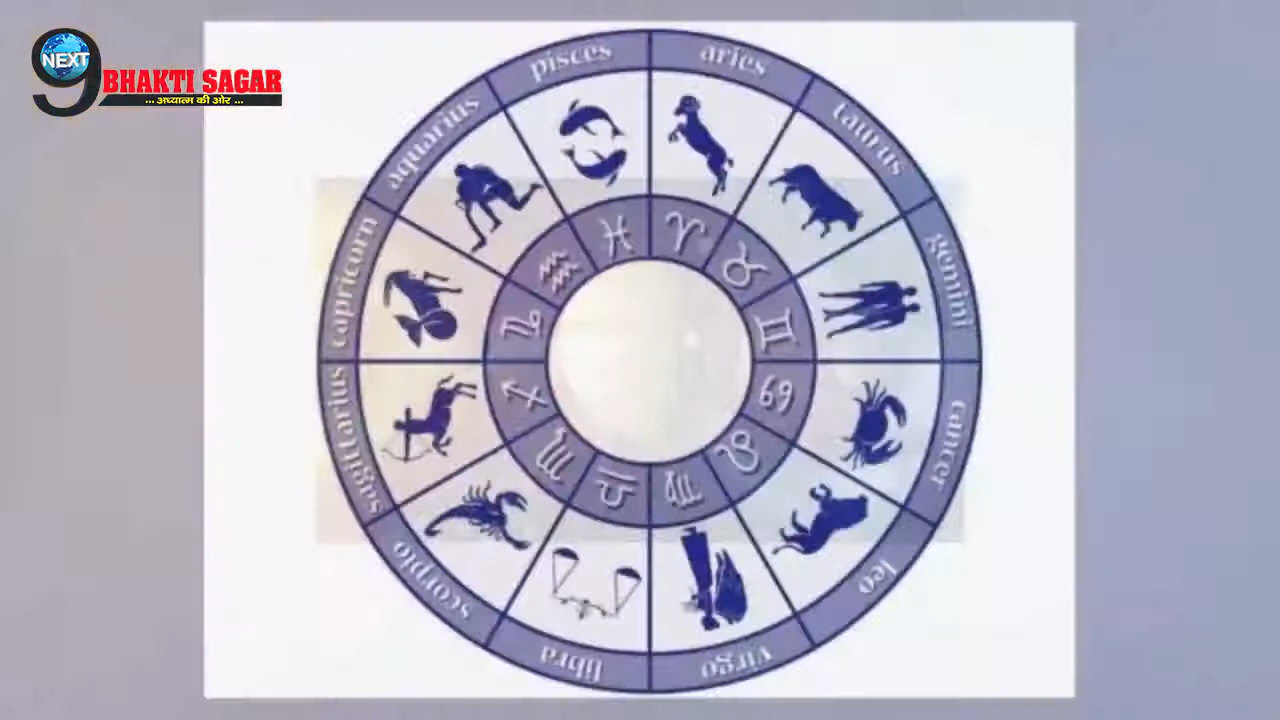 NEXT
9
BHAKTI SAGAR
... अध्यात्म की ओर ...
pisces
aries
taurus
gemini
cancer
leo
virgo
libra
scorpio
sagittarius
capricorn
aquarius